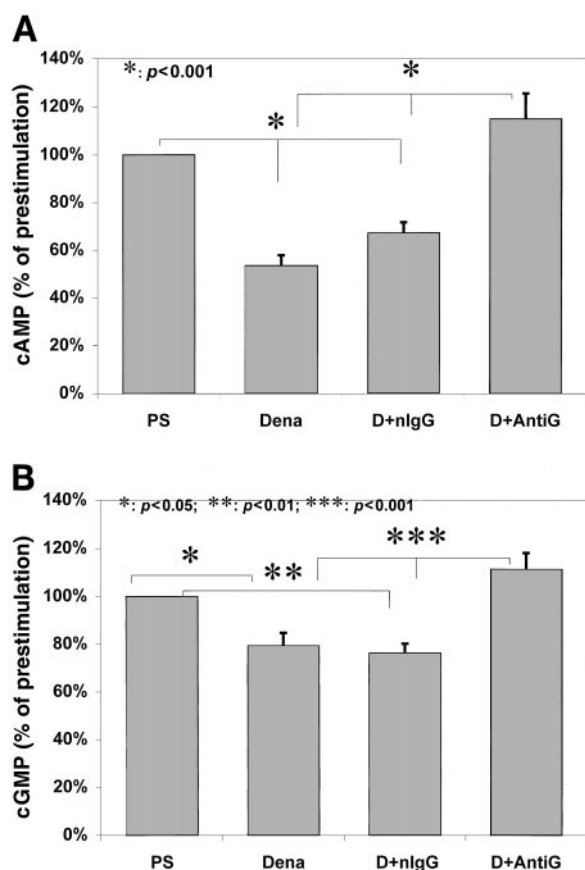 A
140%
*: p<0.001
*
120%
*
100%
80%
60%
40%
20%
0%
cAMP (% of prestimulation)
PS Dena D+nIgG D+AntiG
B
140%
*: p<0.05; **: p<0.01; ***: p<0.001
120%
*
**
***
100%
80%
60%
40%
20%
0%
cGMP (% of prestimulation)
PS Dena D+nIgG D+AntiG